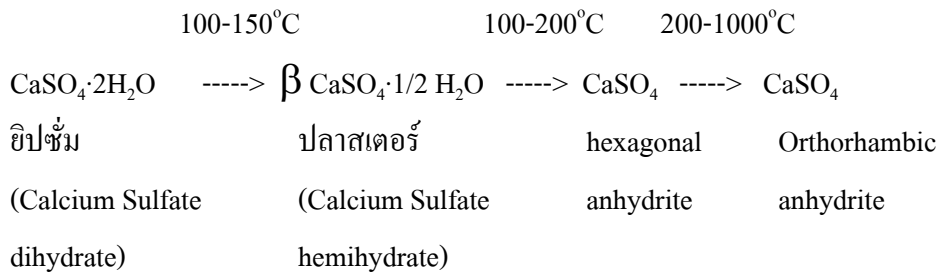 100-150°C 100-200°C 200-1000°C
CaSO₄·2H₂O -----> β CaSO₄·1/2 H₂O -----> CaSO₄ -----> CaSO₄
ยิปซั่ม ปลาสเตอร์ hexagonal Orthorhambic
(Calcium Sulfate (Calcium Sulfate anhydrite anhydrite
dihydrate) hemihydrate)